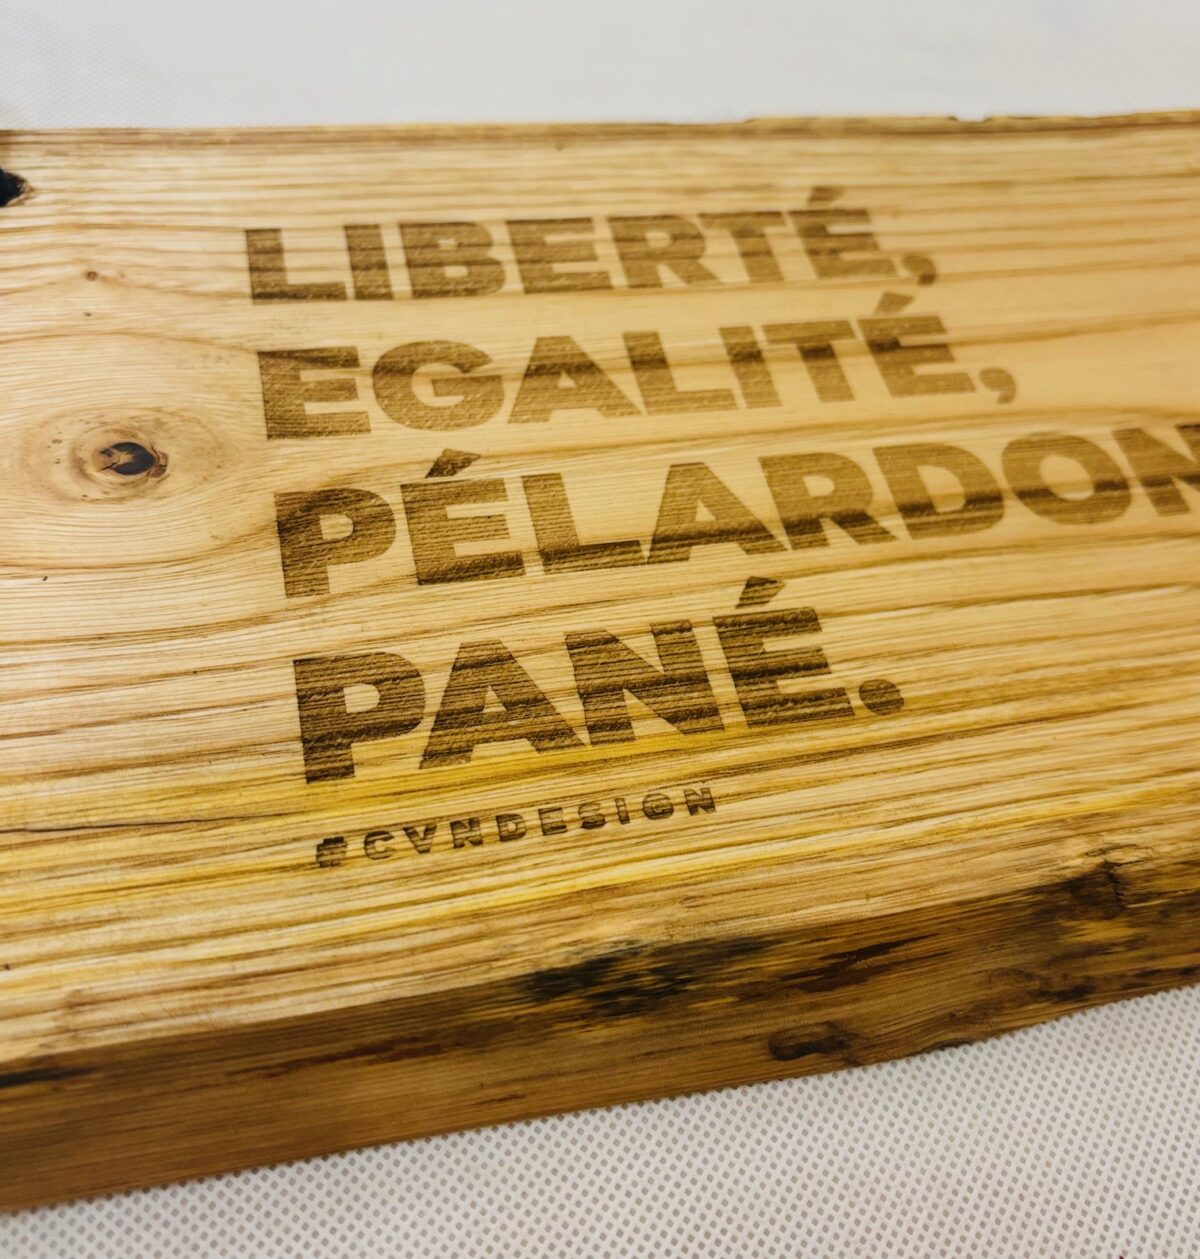 LIBERTÉ,
EGALITÉ,
PÉLARDON
PANÉ.
#CVNDESIGN